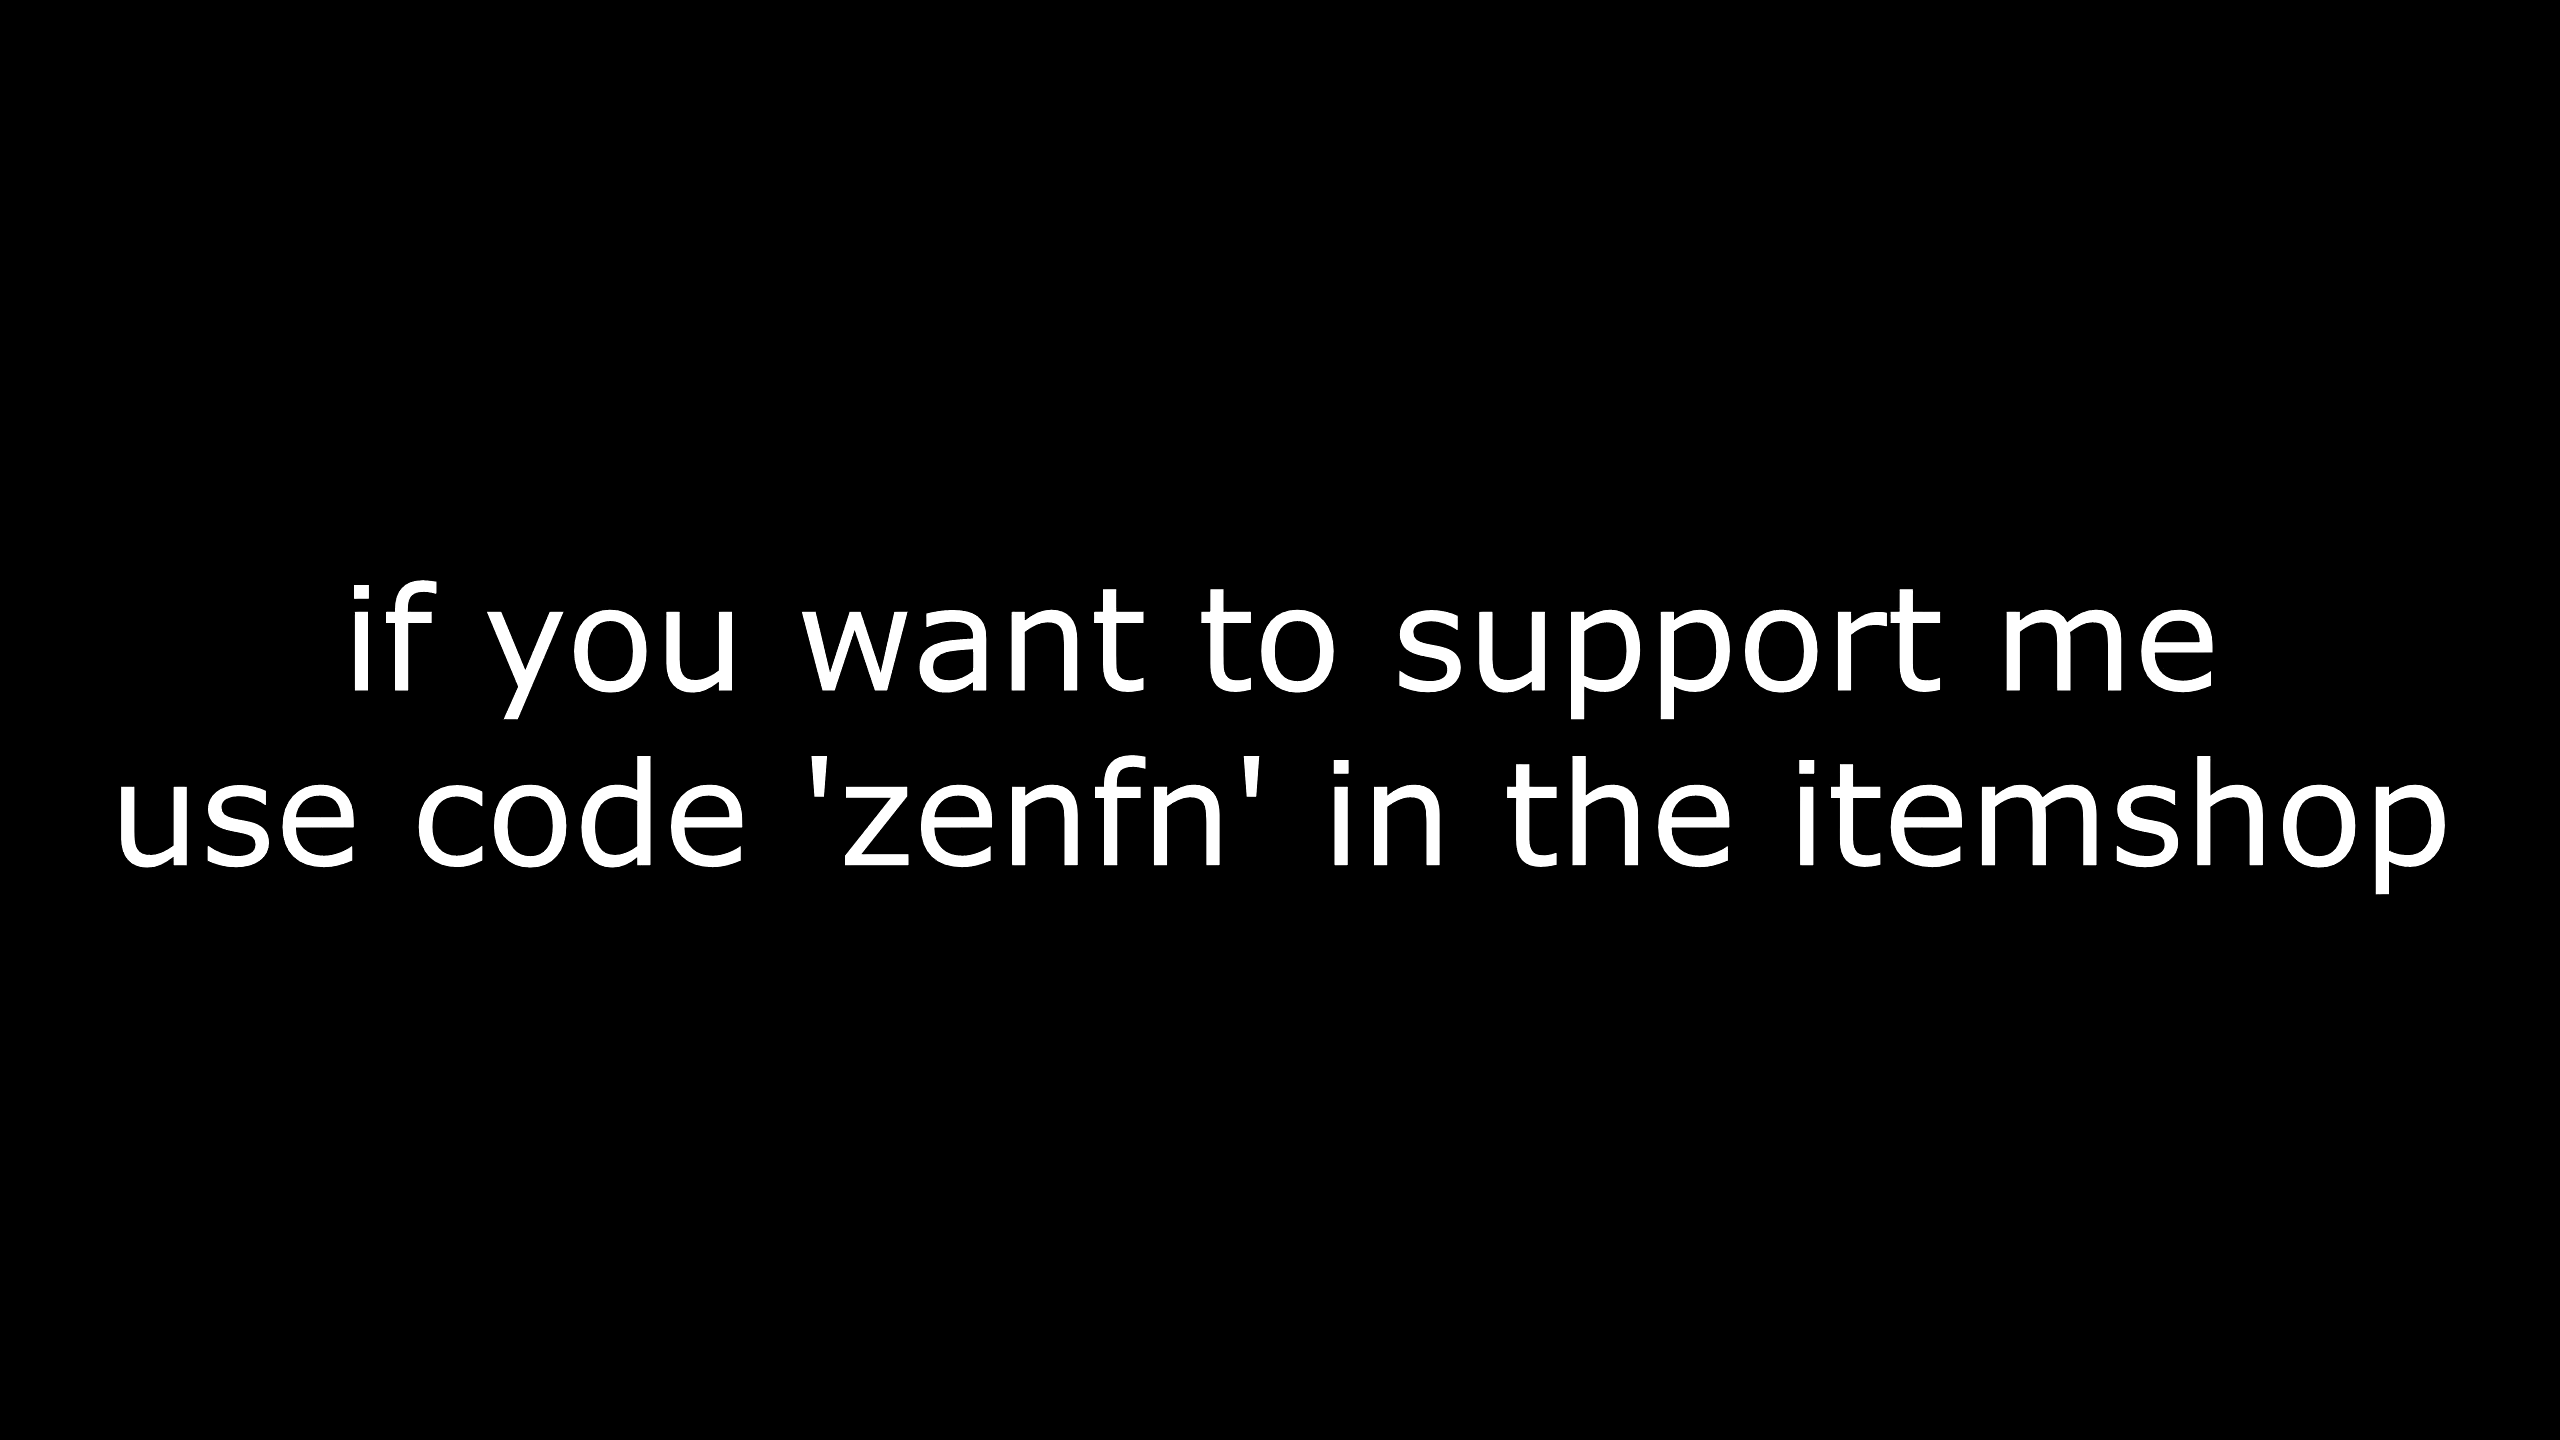 if you want to support me
use code 'zenfn' in the itemshop